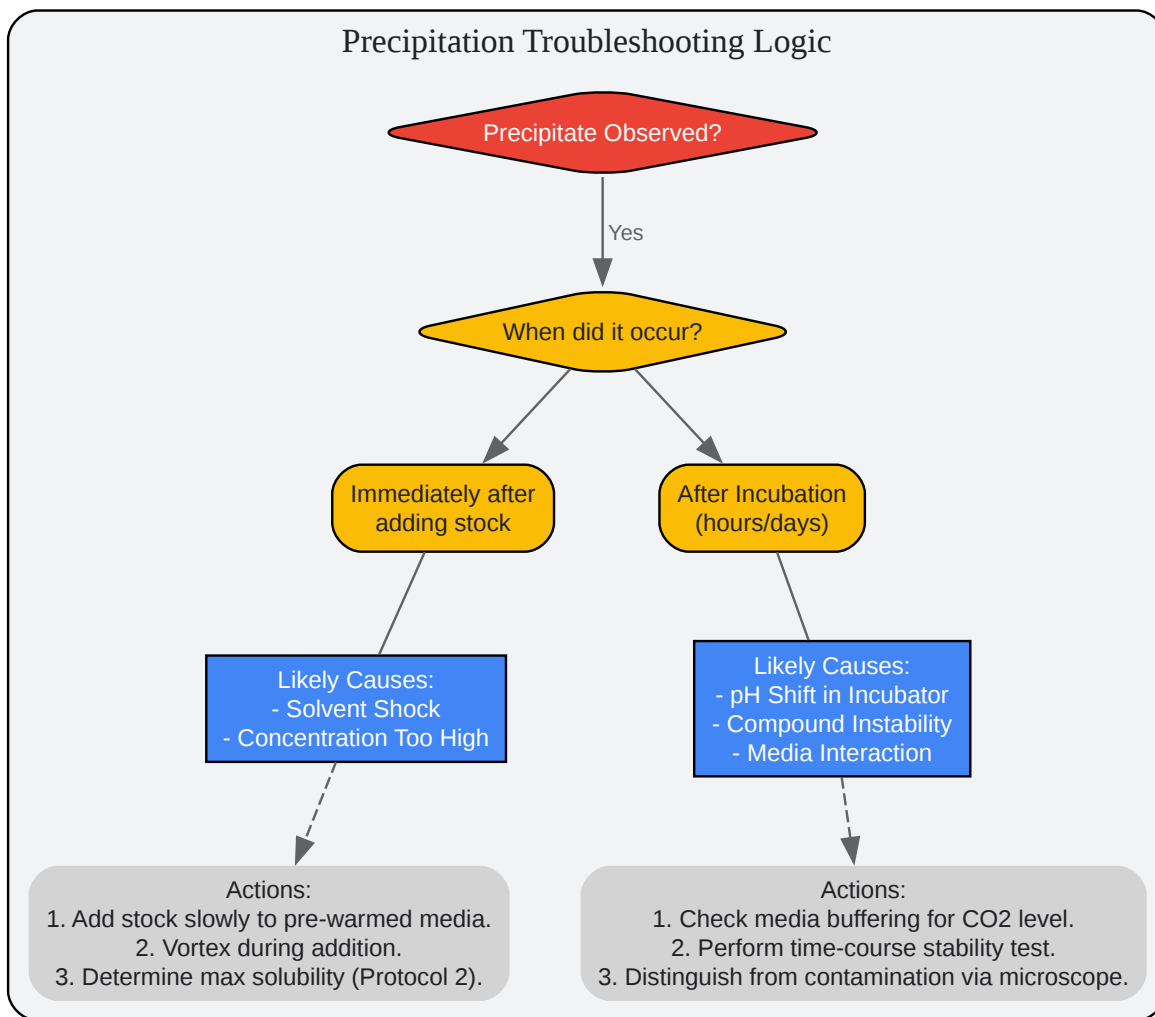 Precipitation Troubleshooting Logic
Precipitate Observed?
Yes
When did it occur?
Immediately after
adding stock
After Incubation
(hours/days)
Likely Causes:
- Solvent Shock
- Concentration Too High
Likely Causes:
- pH Shift in Incubator
- Compound Instability
- Media Interaction
Actions:
1. Add stock slowly to pre-warmed media.
2. Vortex during addition.
3. Determine max solubility (Protocol 2).
Actions:
1. Check media buffering for CO2 level.
2. Perform time-course stability test.
3. Distinguish from contamination via microscope.